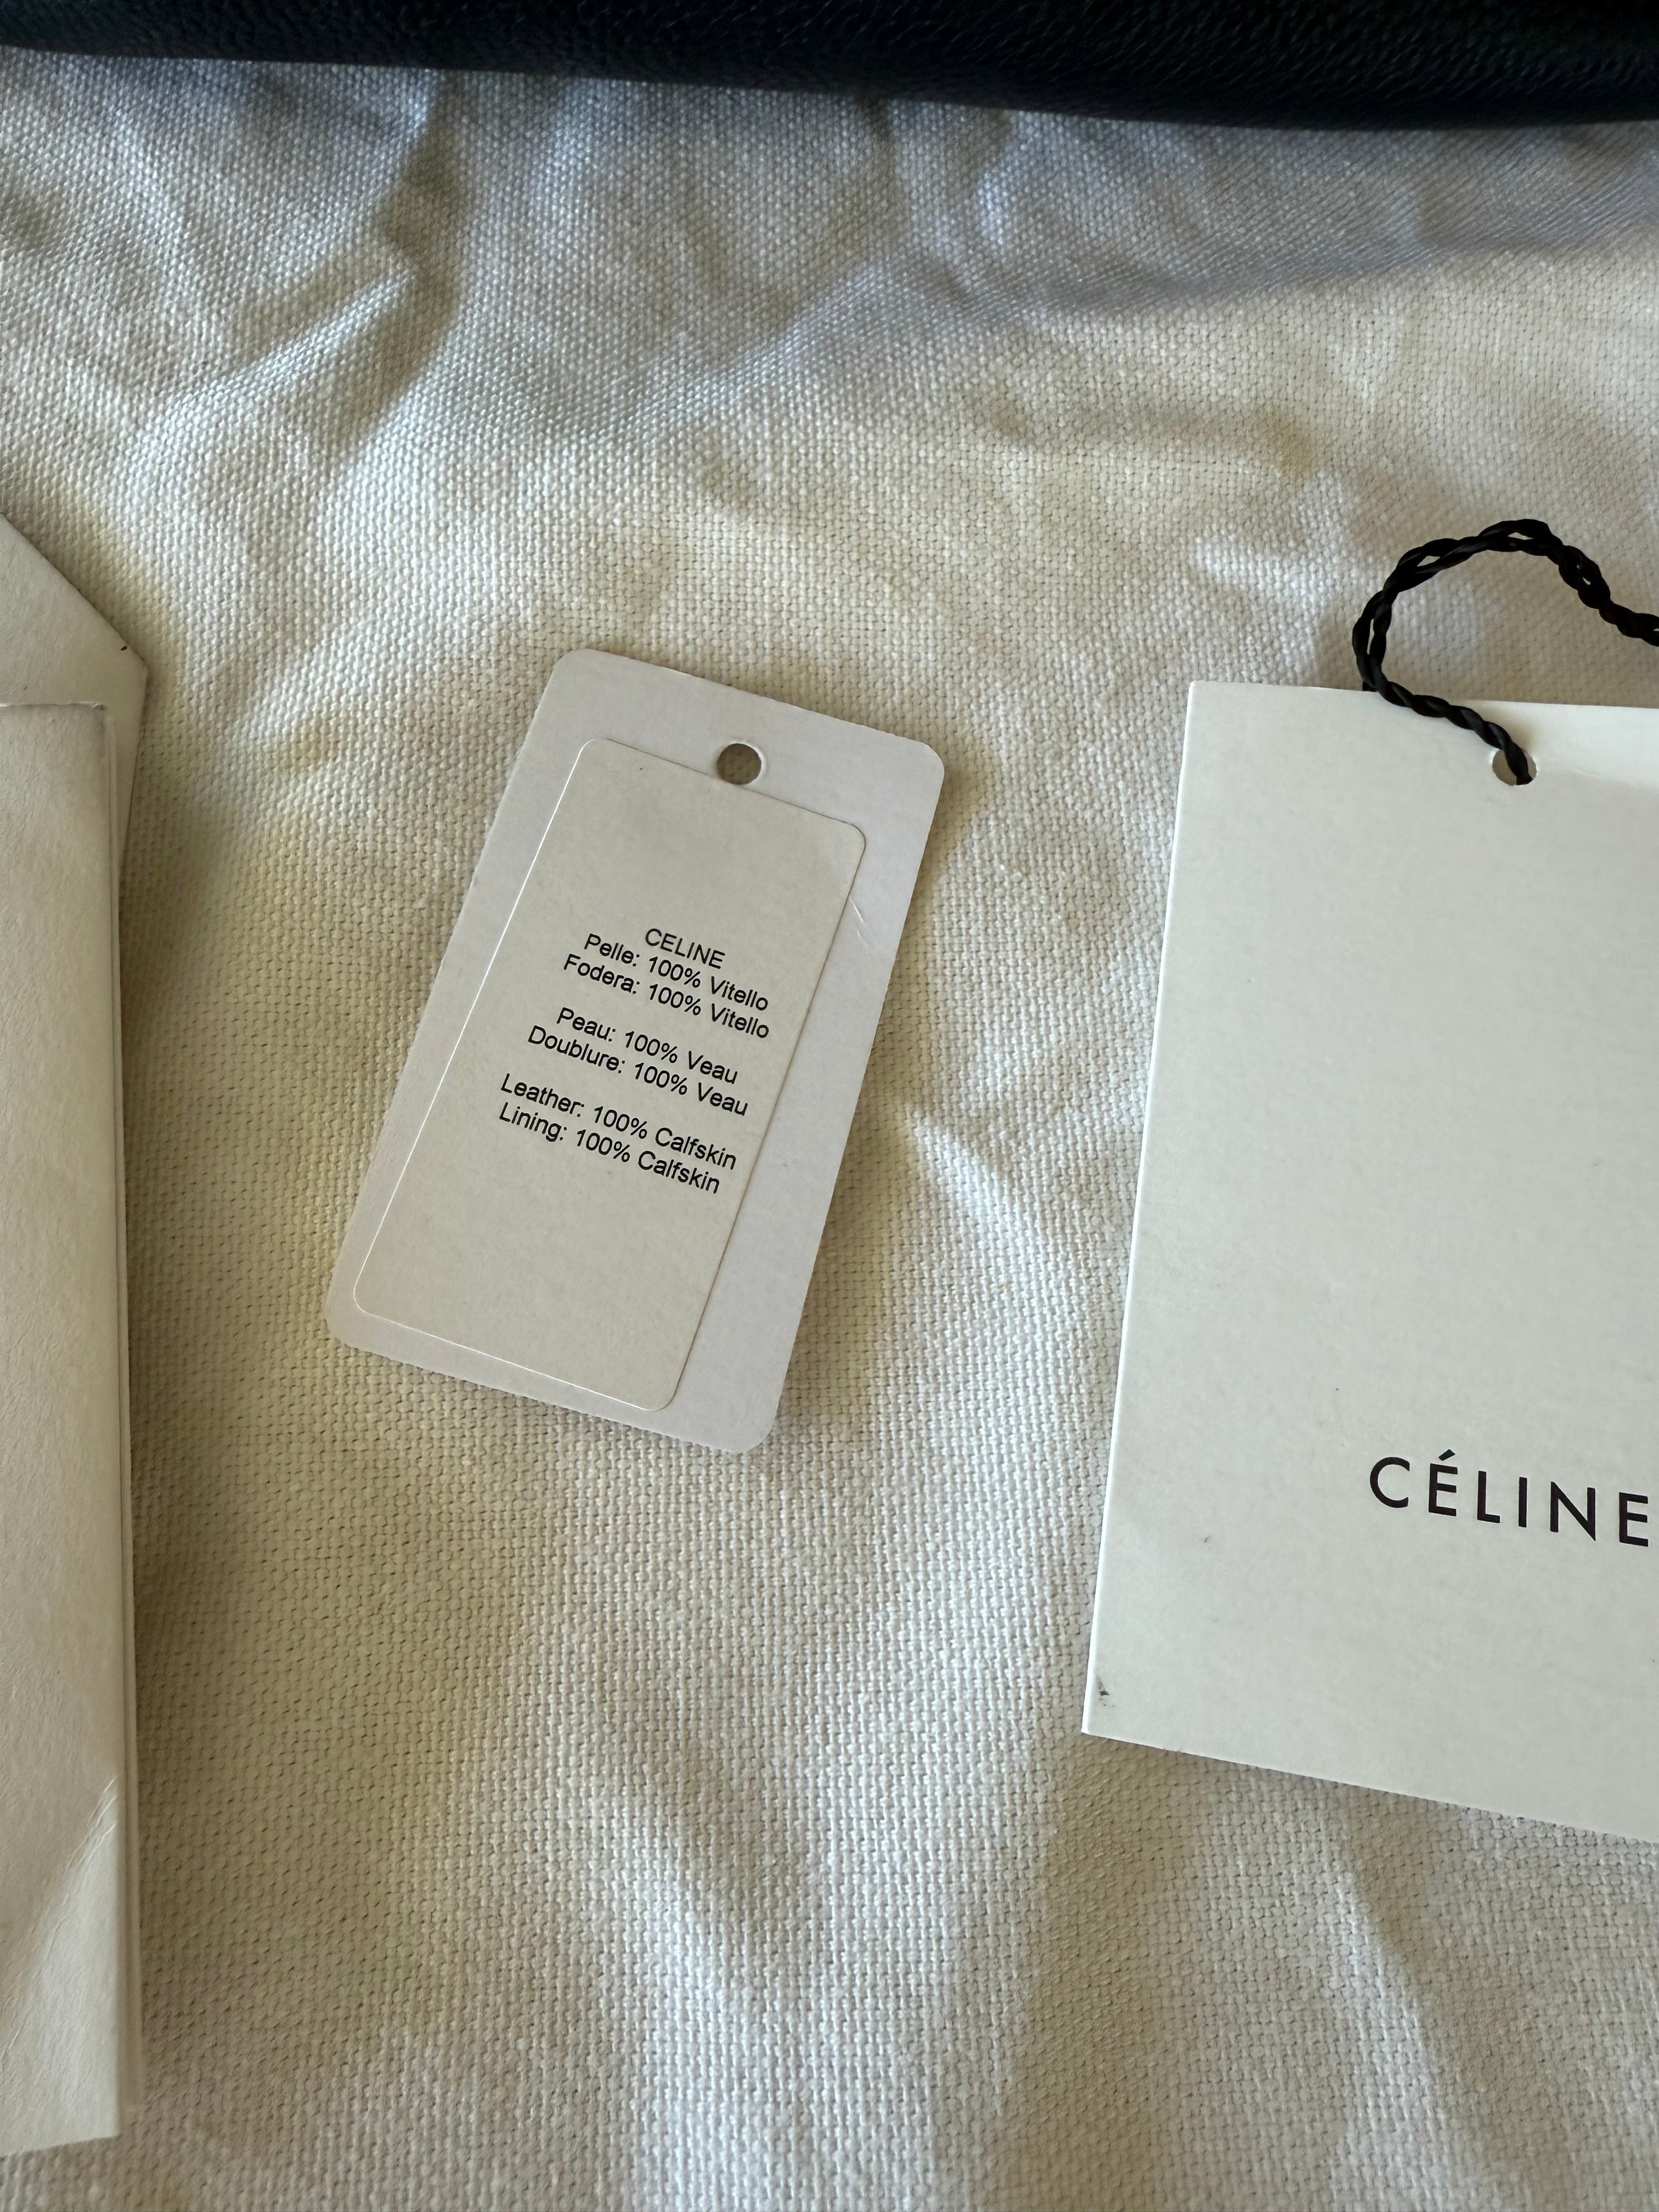 CELINE
Pelle: 100% Vitello
Fodera: 100% Vitello
Peau: 100% Veau
Doublure: 100% Veau
Leather: 100% Calfskin
Lining: 100% Calfskin
CÉLINE